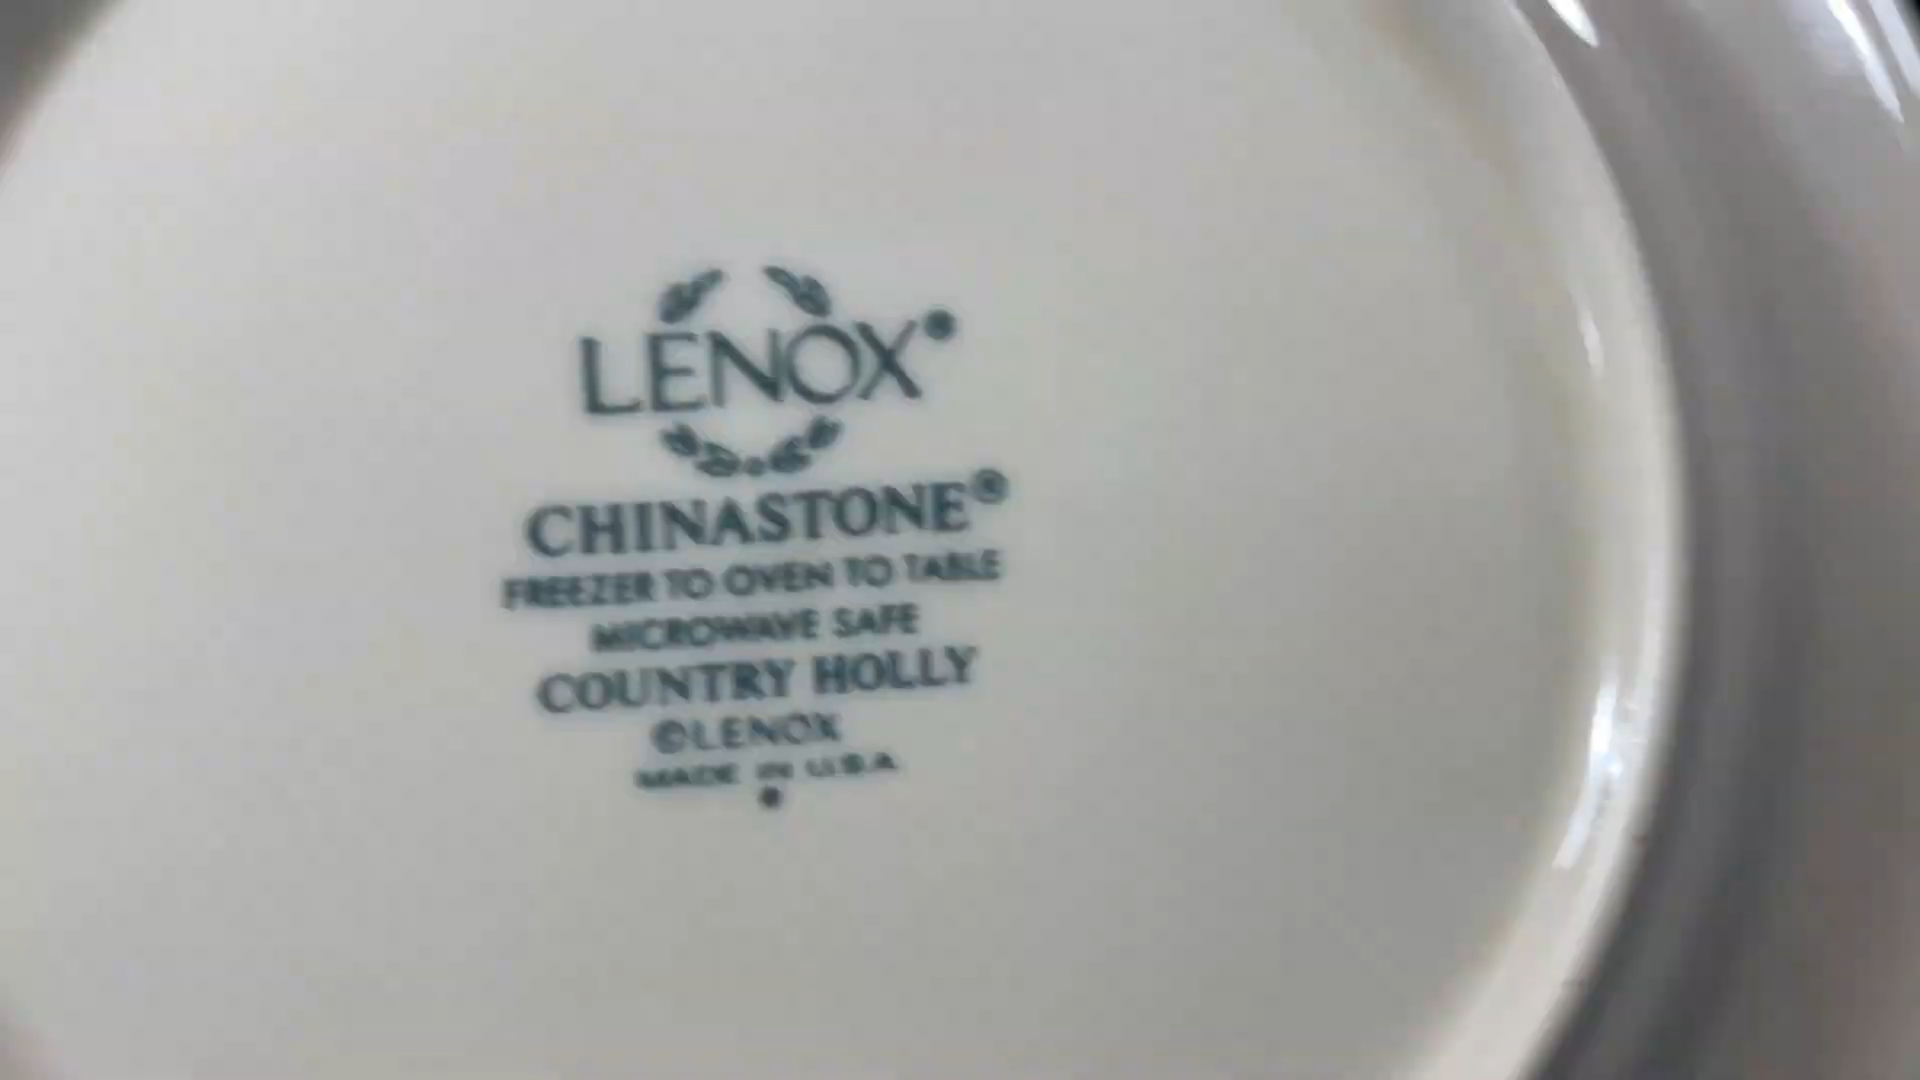 LENOX®
CHINASTONE®
FREEZER TO OVEN TO TABLE
MICROWAVE SAFE
COUNTRY HOLLY
©LENOX
MADE IN U.S.A